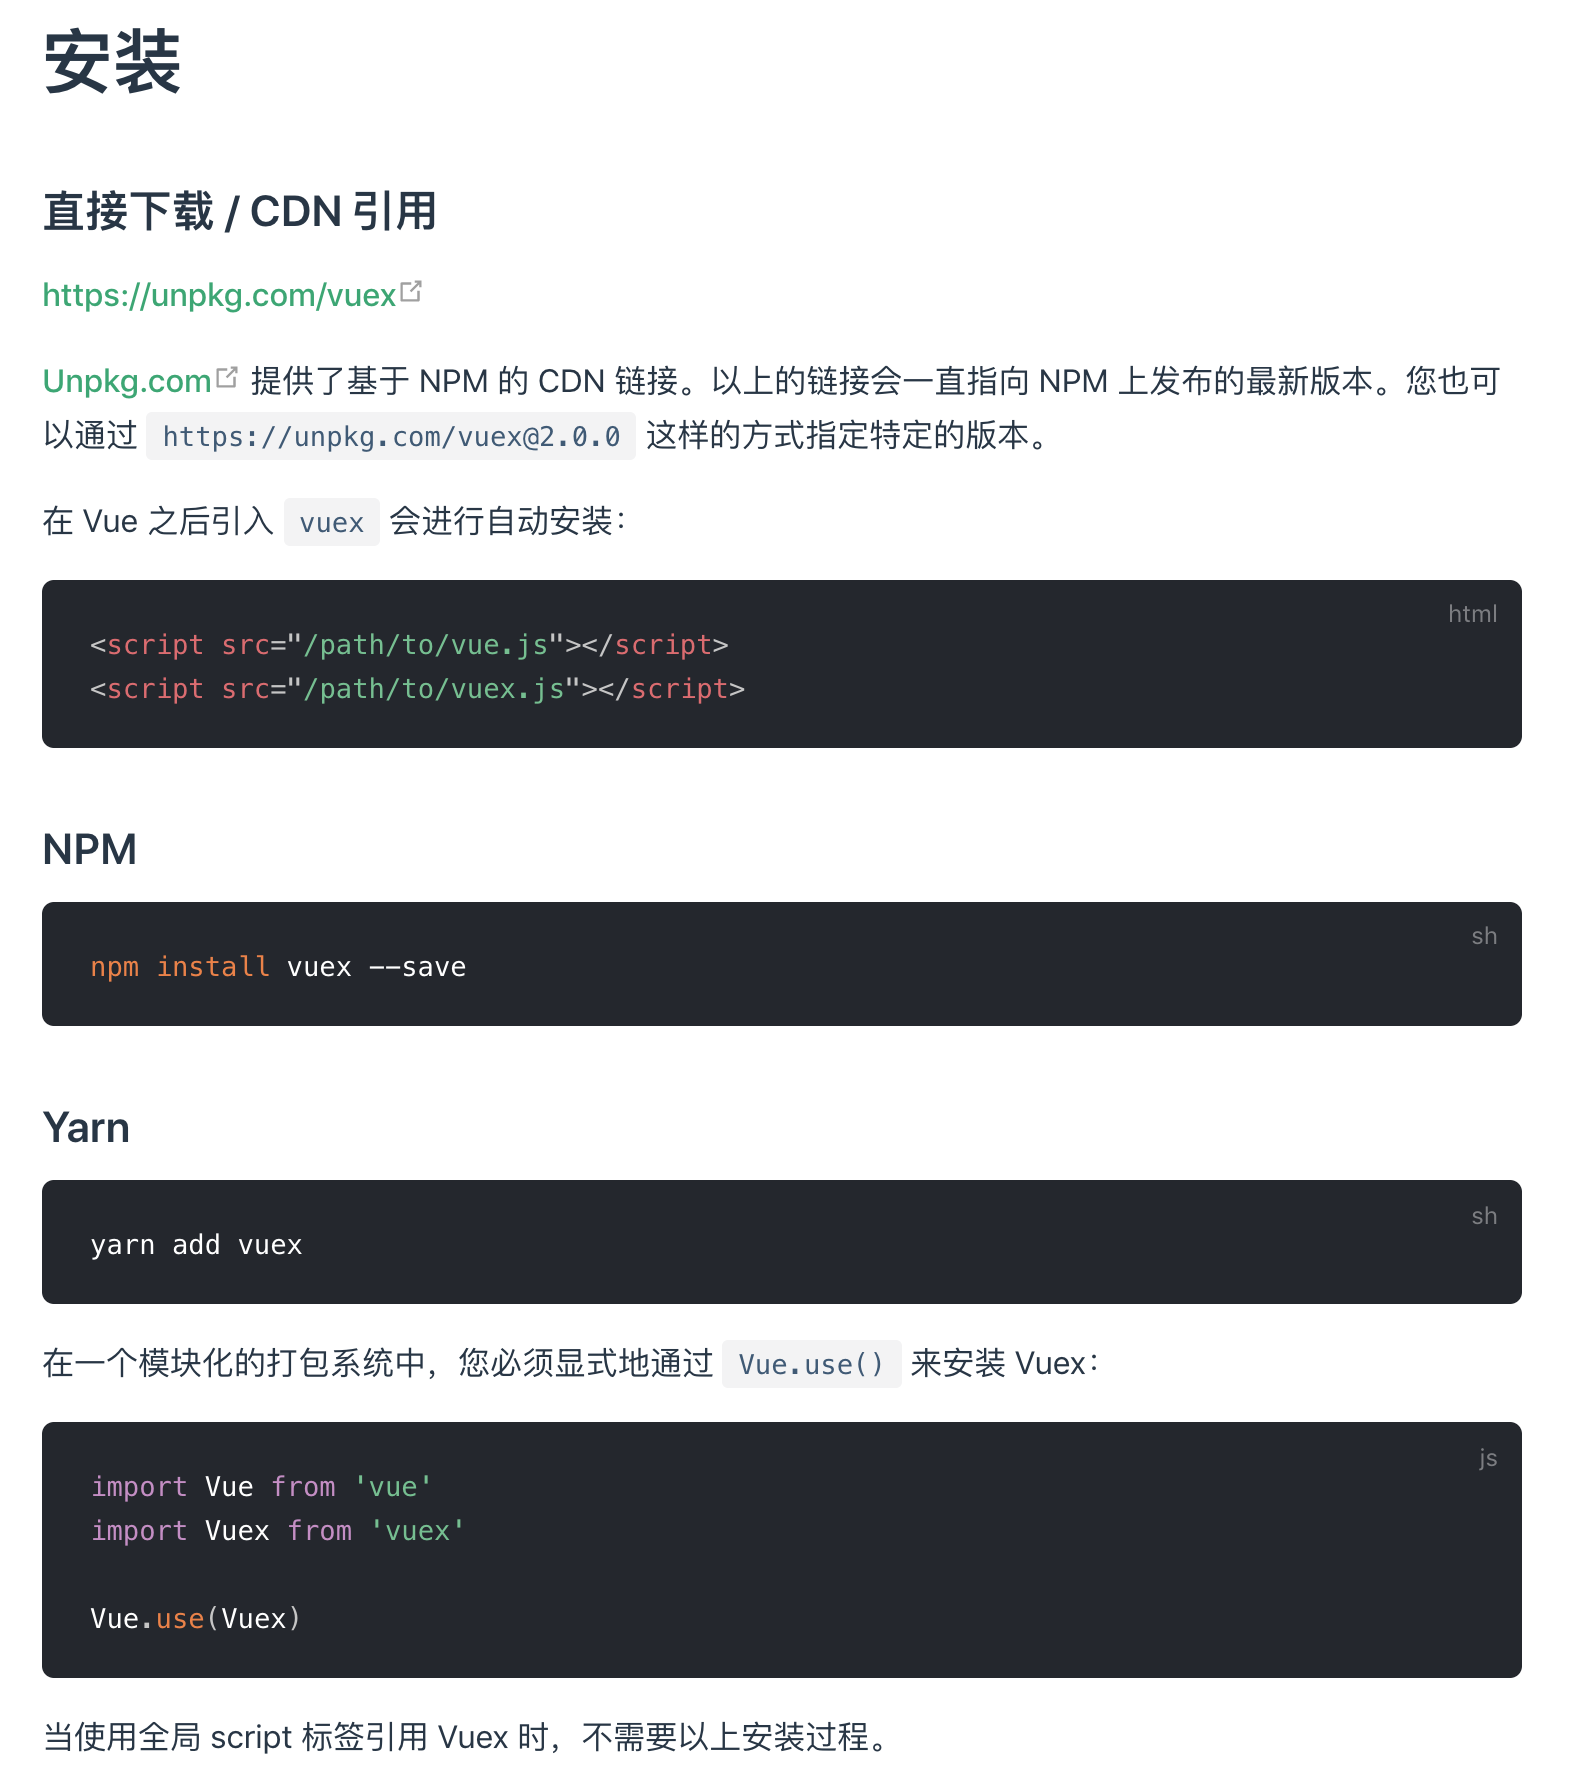 安装
直接下载 / CDN 引用
https://unpkg.com/vuex
Unpkg.com 提供了基于 NPM 的 CDN 链接。以上的链接会一直指向 NPM 上发布的最新版本。您也可
以通过 https://unpkg.com/vuex@2.0.0 这样的方式指定特定的版本。
在 Vue 之后引入 vuex 会进行自动安装：
html
<script src="/path/to/vue.js"></script>
<script src="/path/to/vuex.js"></script>
NPM
sh
npm install vuex --save
Yarn
sh
yarn add vuex
在一个模块化的打包系统中，您必须显式地通过 Vue.use() 来安装 Vuex：
js
import Vue from 'vue'
import Vuex from 'vuex'
Vue.use(Vuex)
当使用全局 script 标签引用 Vuex 时，不需要以上安装过程。